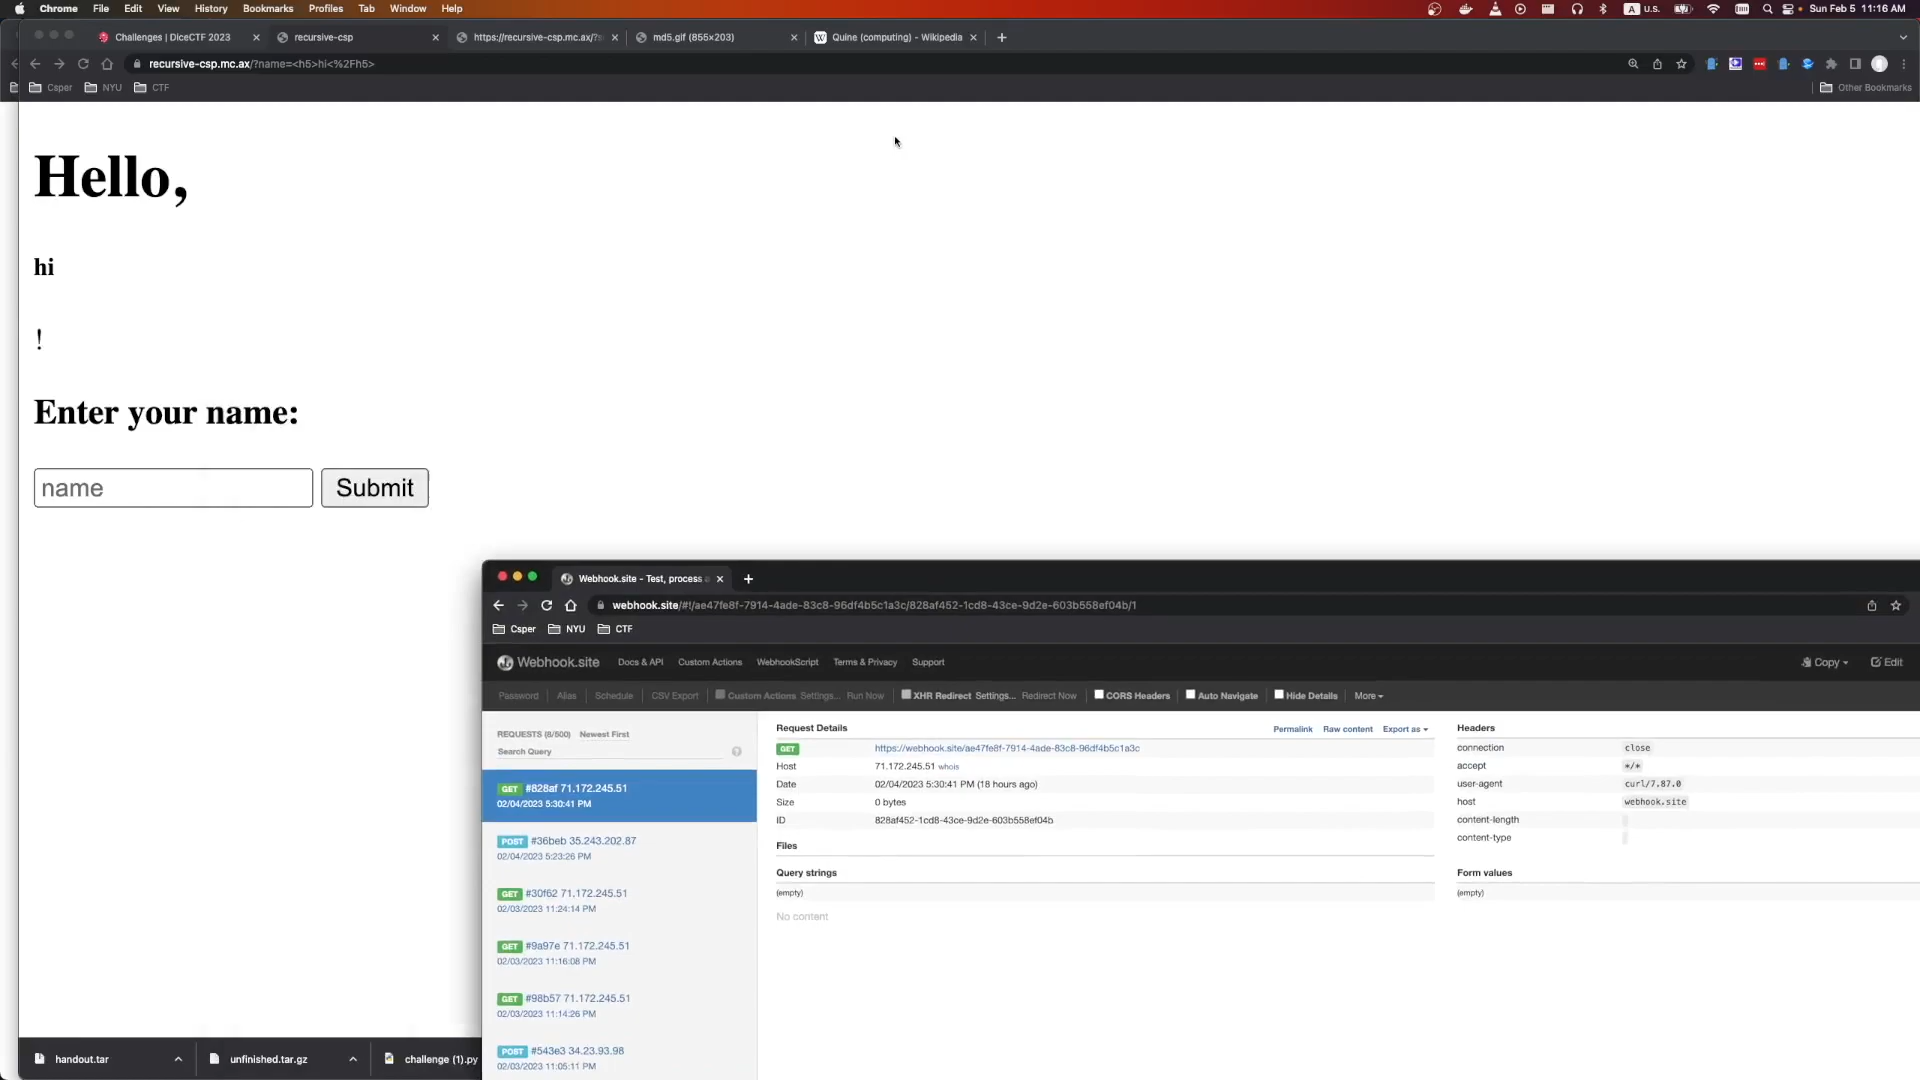 Chrome File Edit View History Bookmarks Profiles Tab Window Help
A U.S.
Sun Feb 5 11:16 AM
Challenges | DiceCTF 2023
recursive-csp
https://recursive-csp.mc.ax/?
md5.gif (855×203)
W Quine (computing) - Wikipedia
recursive-csp.mc.ax/?name=<h5>hi<%2Fh5>
Csper NYU CTF
Other Bookmarks
Hello,
hi
!
Enter your name:
name
Submit
Webhook.site - Test, process
webhook.site/#!/ae47fe8f-7914-4ade-83c8-96df4b5c1a3c/828af452-1cd8-43ce-9d2e-603b558ef04b/1
Csper NYU CTF
Webhook.site Docs & API Custom Actions WebhookScript Terms & Privacy Support
Copy Edit
Password Alias Schedule CSV Export Custom Actions Settings... Run Now XHR Redirect Settings... Redirect Now CORS Headers Auto Navigate Hide Details More
REQUESTS (8/500) Newest First
Search Query
GET #828af 71.172.245.51
02/04/2023 5:30:41 PM
POST #36beb 35.243.202.87
02/04/2023 5:23:26 PM
GET #30f62 71.172.245.51
02/03/2023 11:24:14 PM
GET #9a97e 71.172.245.51
02/03/2023 11:16:08 PM
GET #98b57 71.172.245.51
02/03/2023 11:14:26 PM
POST #543e3 34.23.93.98
02/03/2023 11:05:11 PM
Request Details
Permalink Raw content Export as
GET https://webhook.site/ae47fe8f-7914-4ade-83c8-96df4b5c1a3c
Host 71.172.245.51 whois
Date 02/04/2023 5:30:41 PM (18 hours ago)
Size 0 bytes
ID 828af452-1cd8-43ce-9d2e-603b558ef04b
Files
Query strings
(empty)
No content
Headers
connection close
accept */*
user-agent curl/7.87.0
host webhook.site
content-length
content-type
Form values
(empty)
handout.tar
unfinished.tar.gz
challenge (1).py